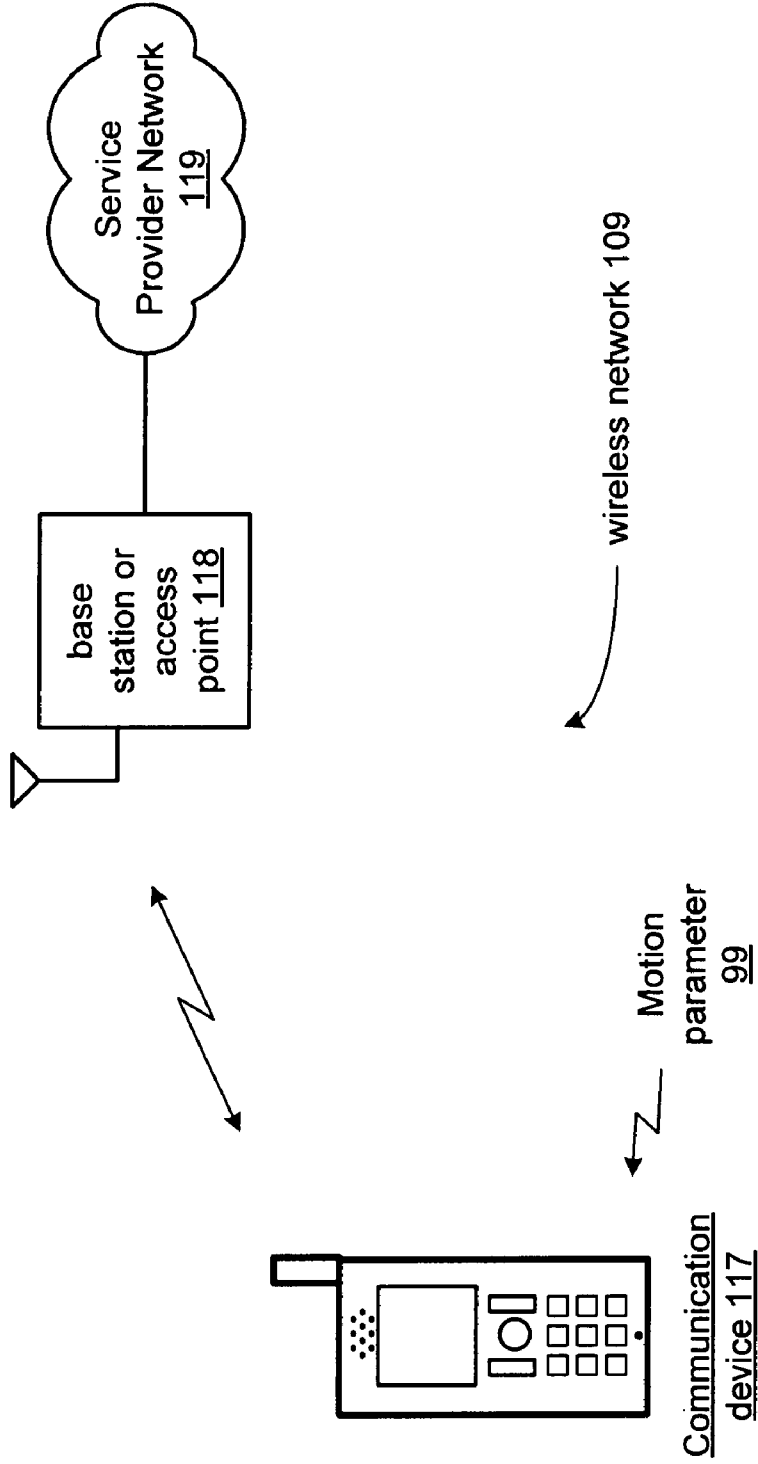 Service
Provider Network
119
base
station or
access
point 118
wireless network 109
Motion
parameter
99
Communication
device 117